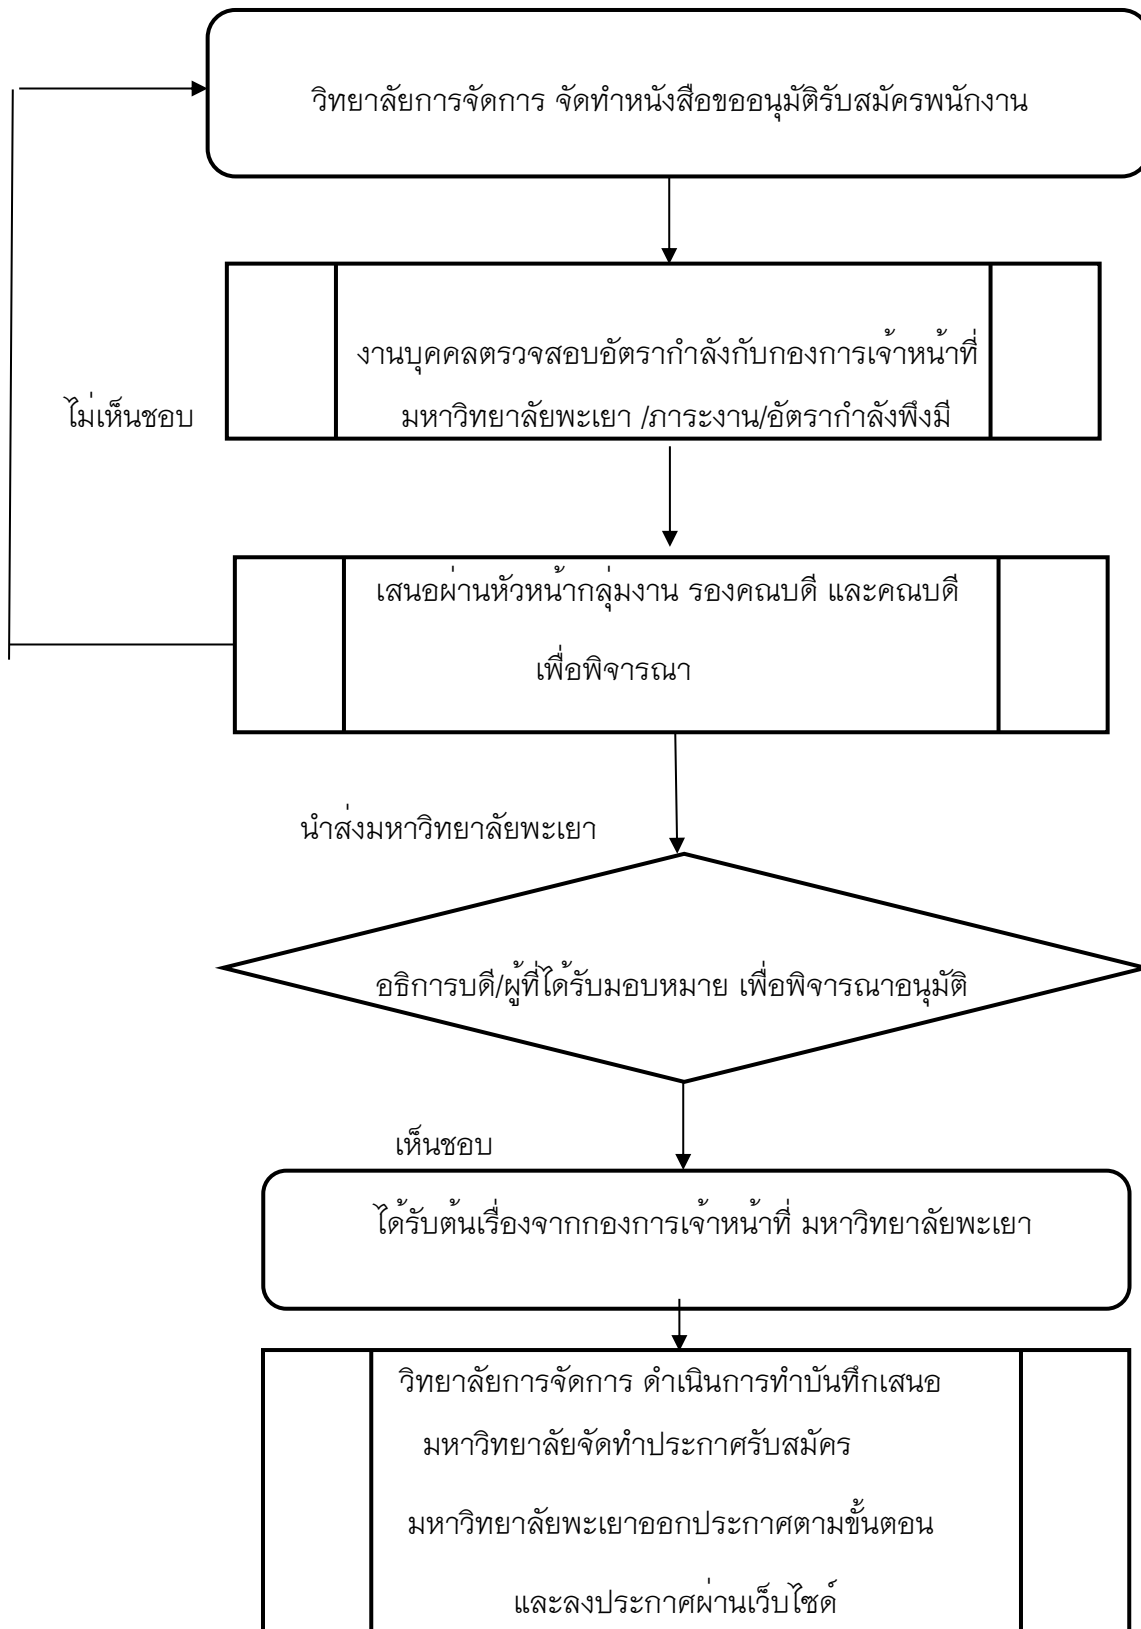 วิทยาลัยการจัดการ จัดทำหนังสือขออนุมัติรับสมัครพนักงาน
งานบุคคลตรวจสอบอัตรากำลังกับกองการเจ้าหน้าที่
มหาวิทยาลัยพะเยา /ภาระงาน/อัตรากำลังพึงมี
ไม่เห็นชอบ
เสนอผ่านหัวหน้ากลุ่มงาน รองคณบดี และคณบดี
เพื่อพิจารณา
นำส่งมหาวิทยาลัยพะเยา
อธิการบดี/ผู้ที่ได้รับมอบหมาย เพื่อพิจารณาอนุมัติ
เห็นชอบ
ได้รับต้นเรื่องจากกองการเจ้าหน้าที่ มหาวิทยาลัยพะเยา
วิทยาลัยการจัดการ ดำเนินการทำบันทึกเสนอ
มหาวิทยาลัยจัดทำประกาศรับสมัคร
มหาวิทยาลัยพะเยาออกประกาศตามขั้นตอน
และลงประกาศผ่านเว็บไซด์